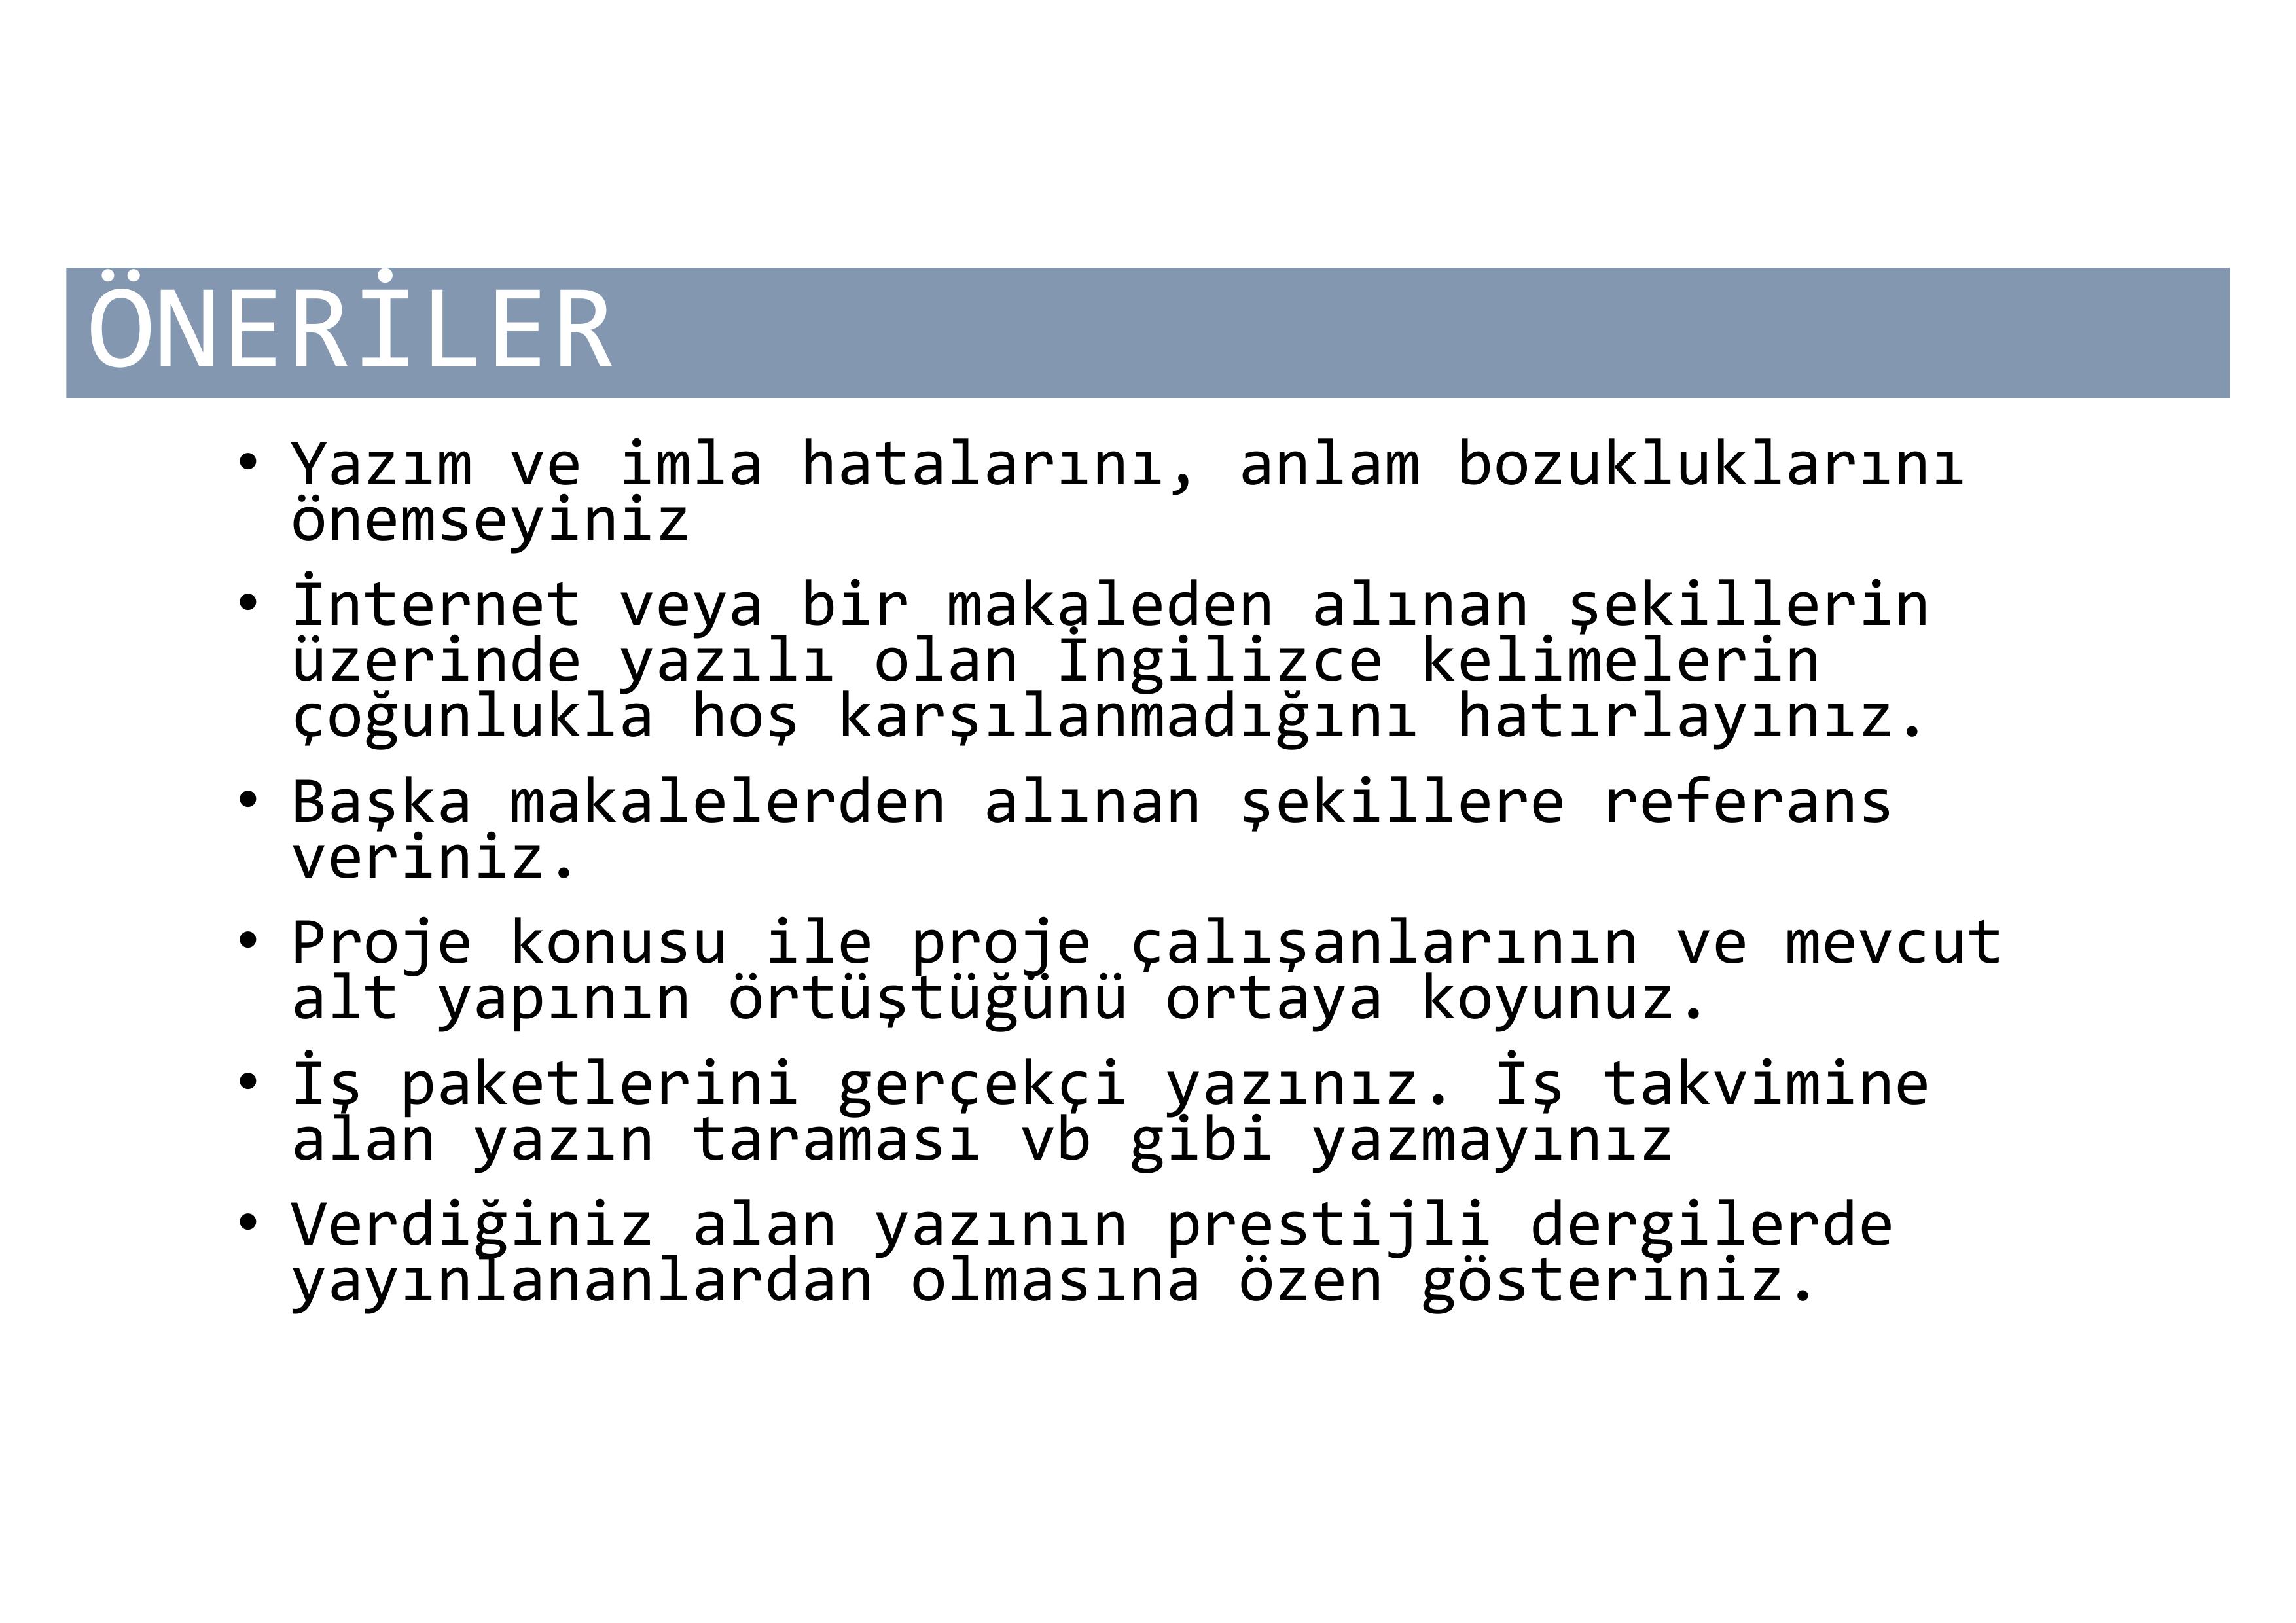 ÖNERİLER
• Yazım ve imla hatalarını, anlam bozukluklarını
önemseyiniz
• İnternet veya bir makaleden alınan şekillerin
üzerinde yazılı olan İngilizce kelimelerin
çoğunlukla hoş karşılanmadığını hatırlayınız.
• Başka makalelerden alınan şekillere referans
veriniz.
• Proje konusu ile proje çalışanlarının ve mevcut
alt yapının örtüştüğünü ortaya koyunuz.
• İş paketlerini gerçekçi yazınız. İş takvimine
alan yazın taraması vb gibi yazmayınız
• Verdiğiniz alan yazının prestijli dergilerde
yayınlananlardan olmasına özen gösteriniz.